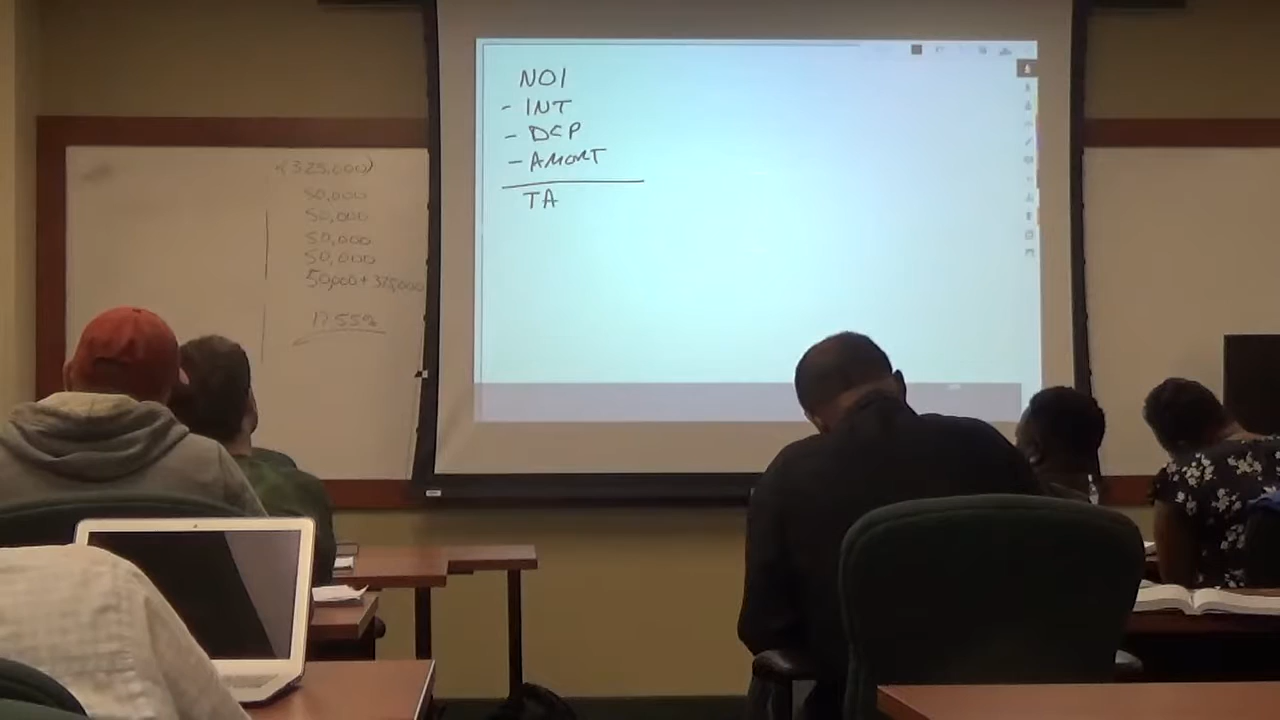 (325,000)
50,000
50,000
50,000
50,000
50,000 + 375,000
17.55%
NOI
- INT
- DEP
- AMORT
TA